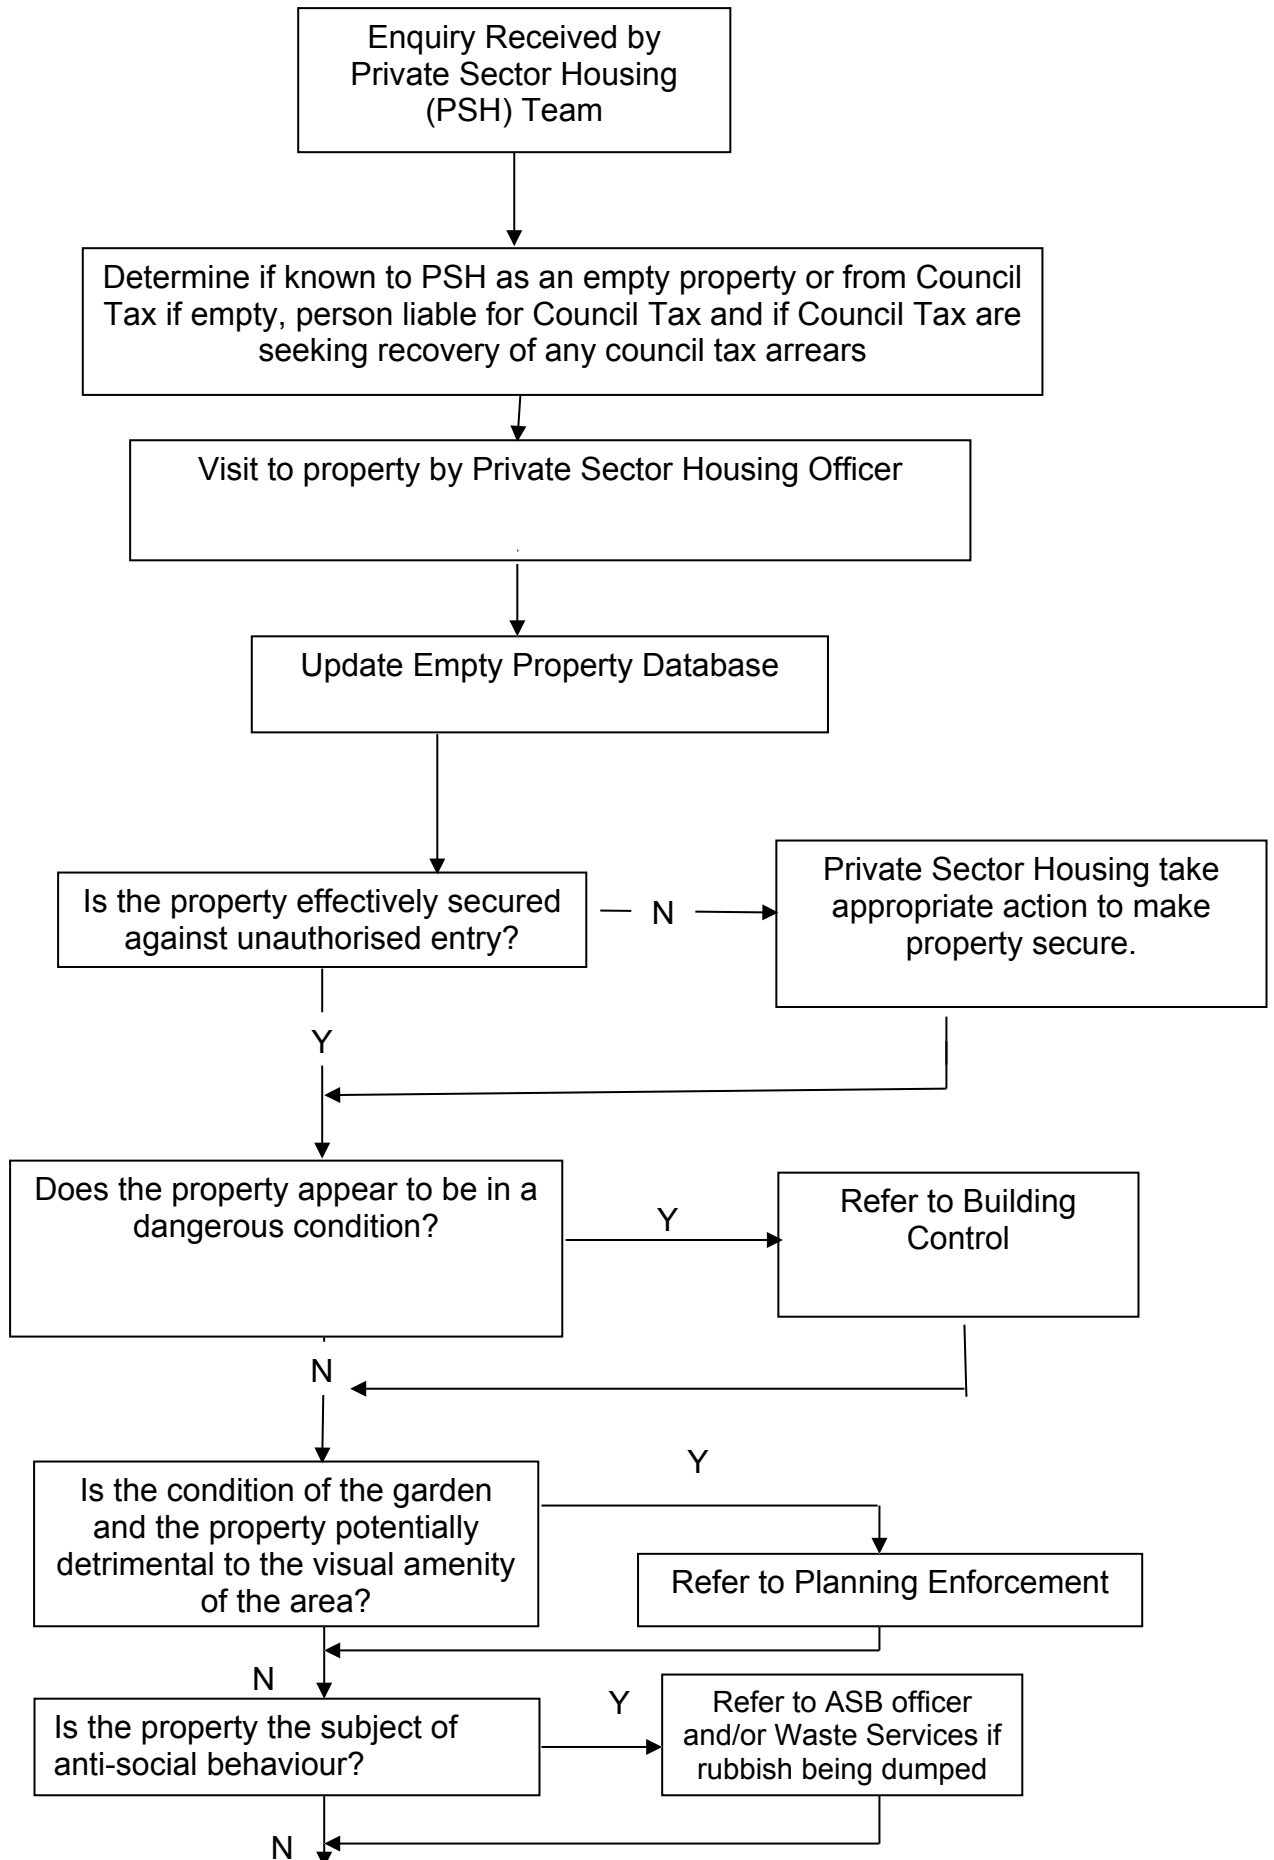 Enquiry Received by
Private Sector Housing
(PSH) Team
Determine if known to PSH as an empty property or from Council
Tax if empty, person liable for Council Tax and if Council Tax are
seeking recovery of any council tax arrears
Visit to property by Private Sector Housing Officer
.
Update Empty Property Database
Is the property effectively secured
against unauthorised entry?
N
Private Sector Housing take
appropriate action to make
property secure.
Y
Does the property appear to be in a
dangerous condition?
Y
Refer to Building
Control
N
Is the condition of the garden
and the property potentially
detrimental to the visual amenity
of the area?
Y
Refer to Planning Enforcement
N
Is the property the subject of
anti-social behaviour?
Y
Refer to ASB officer
and/or Waste Services if
rubbish being dumped
N